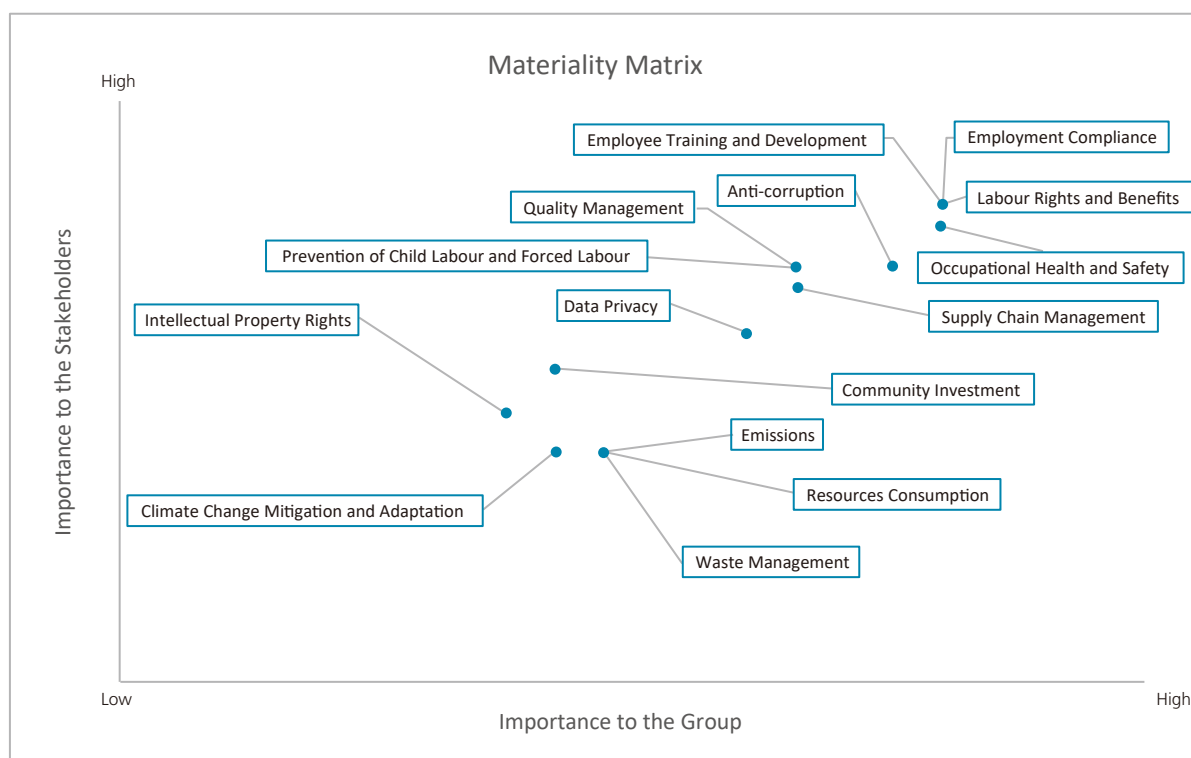 Materiality Matrix
High
Employee Training and Development
Employment Compliance
Anti-corruption
Labour Rights and Benefits
Quality Management
Prevention of Child Labour and Forced Labour
Occupational Health and Safety
Data Privacy
Intellectual Property Rights
Supply Chain Management
Community Investment
Emissions
Resources Consumption
Climate Change Mitigation and Adaptation
Waste Management
Importance to the Stakeholders
Low
High
Importance to the Group